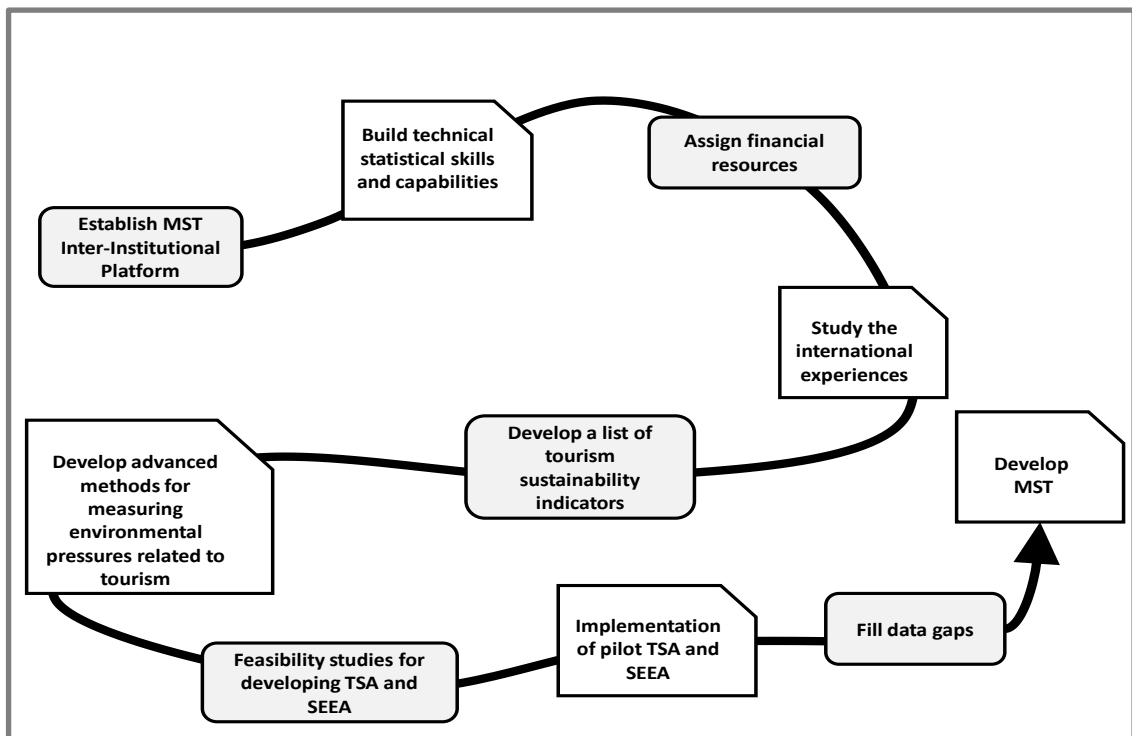 Establish MST
Inter-Institutional
Platform
Build technical
statistical skills
and capabilities
Assign financial
resources
Study the
international
experiences
Develop a list of
tourism
sustainability
indicators
Develop advanced
methods for
measuring
environmental
pressures related to
tourism
Feasibility studies for
developing TSA and
SEEA
Implementation
of pilot TSA and
SEEA
Fill data gaps
Develop
MST